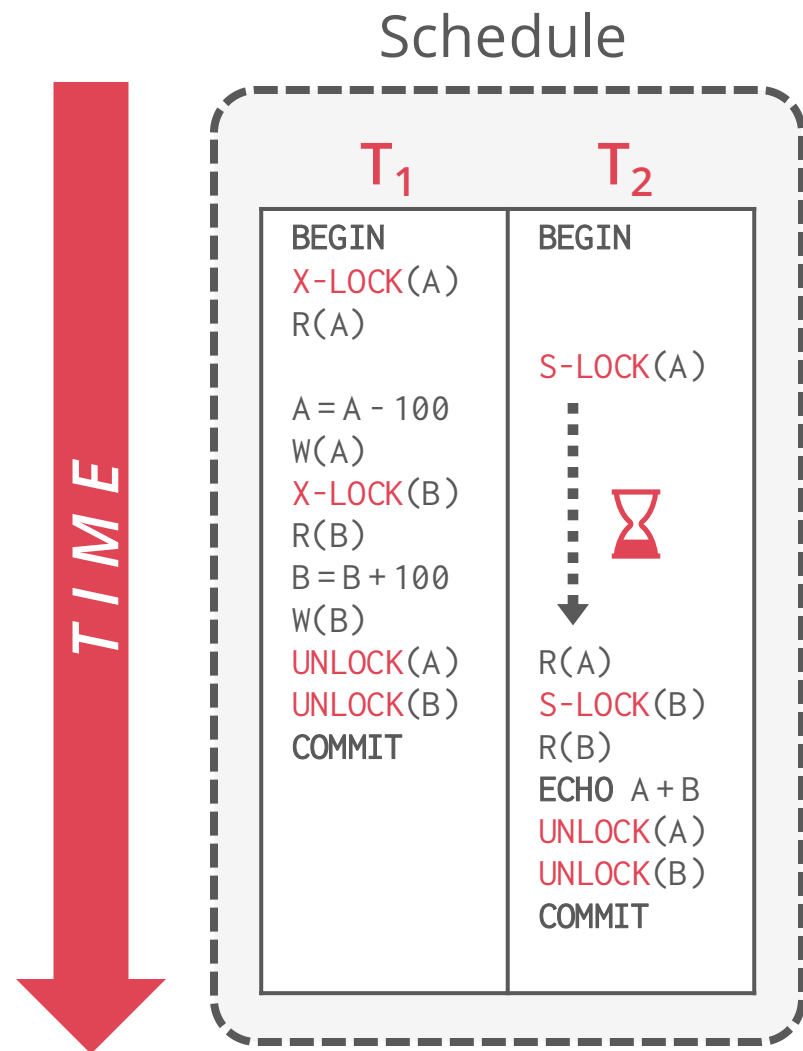 Schedule
TIME
T1 T2
BEGIN BEGIN
X-LOCK(A)
R(A)
S-LOCK(A)
A=A-100
W(A)
X-LOCK(B)
R(B)
B=B+100
W(B)
UNLOCK(A) R(A)
UNLOCK(B) S-LOCK(B)
COMMIT R(B)
ECHO A+B
UNLOCK(A)
UNLOCK(B)
COMMIT